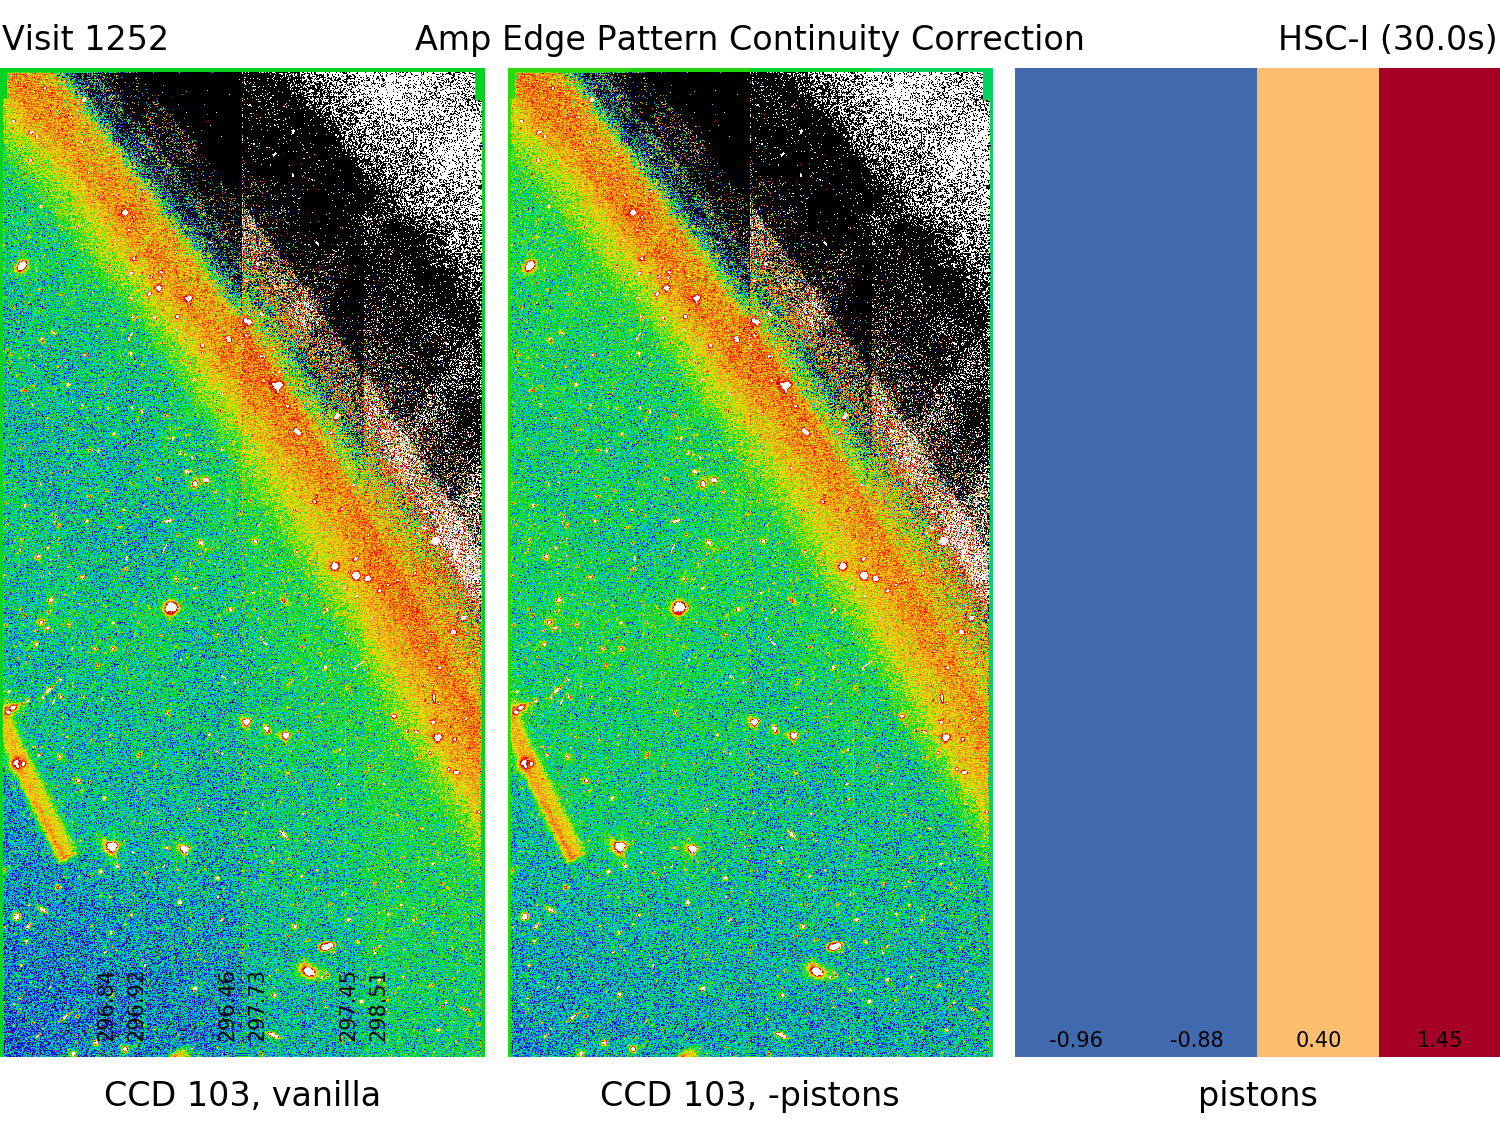 Visit 1252
Amp Edge Pattern Continuity Correction
HSC-I (30.0s)
296.84
296.92
296.46
297.73
297.45
298.51
-0.96
-0.88
0.40
1.45
CCD 103, vanilla
CCD 103, -pistons
pistons